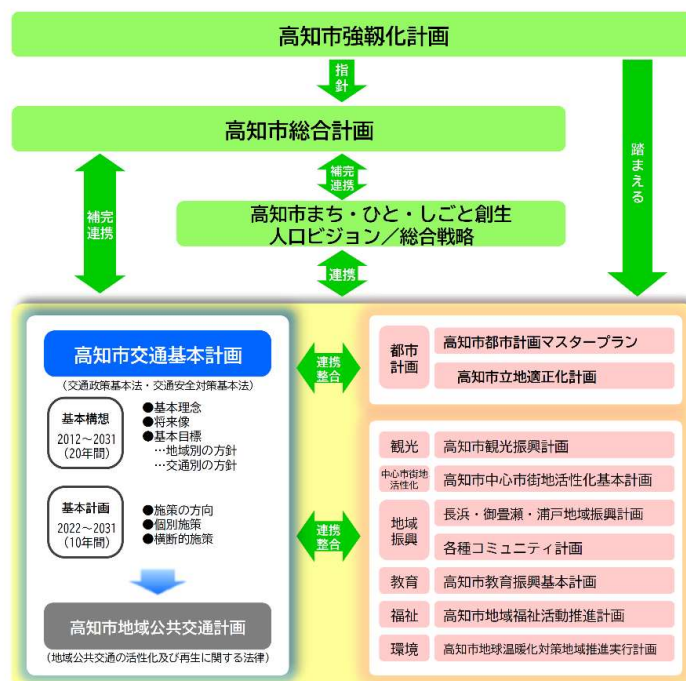 高知市強靱化計画
指針
高知市総合計画
踏まえる
補完
連携
補完
連携
高知市まち・ひと・しごと創生
人口ビジョン／総合戦略
連携
高知市交通基本計画
(交通政策基本法・交通安全対策基本法)
基本構想
2012～2031
(20年間)
●基本理念
●将来像
●基本目標
…地域別の方針
…交通別の方針
基本計画
2022～2031
(10年間)
●施策の方向
●個別施策
●横断的施策
高知市地域公共交通計画
(地域公共交通の活性化及び再生に関する法律)
連携
整合
連携
整合
都市
計画
高知市都市計画マスタープラン
高知市立地適正化計画
観光
高知市観光振興計画
中心市街地
活性化
高知市中心市街地活性化基本計画
地域
振興
長浜・御畳瀬・浦戸地域振興計画
各種コミュニティ計画
教育
高知市教育振興基本計画
福祉
高知市地域福祉活動推進計画
環境
高知市地球温暖化対策地域推進実行計画